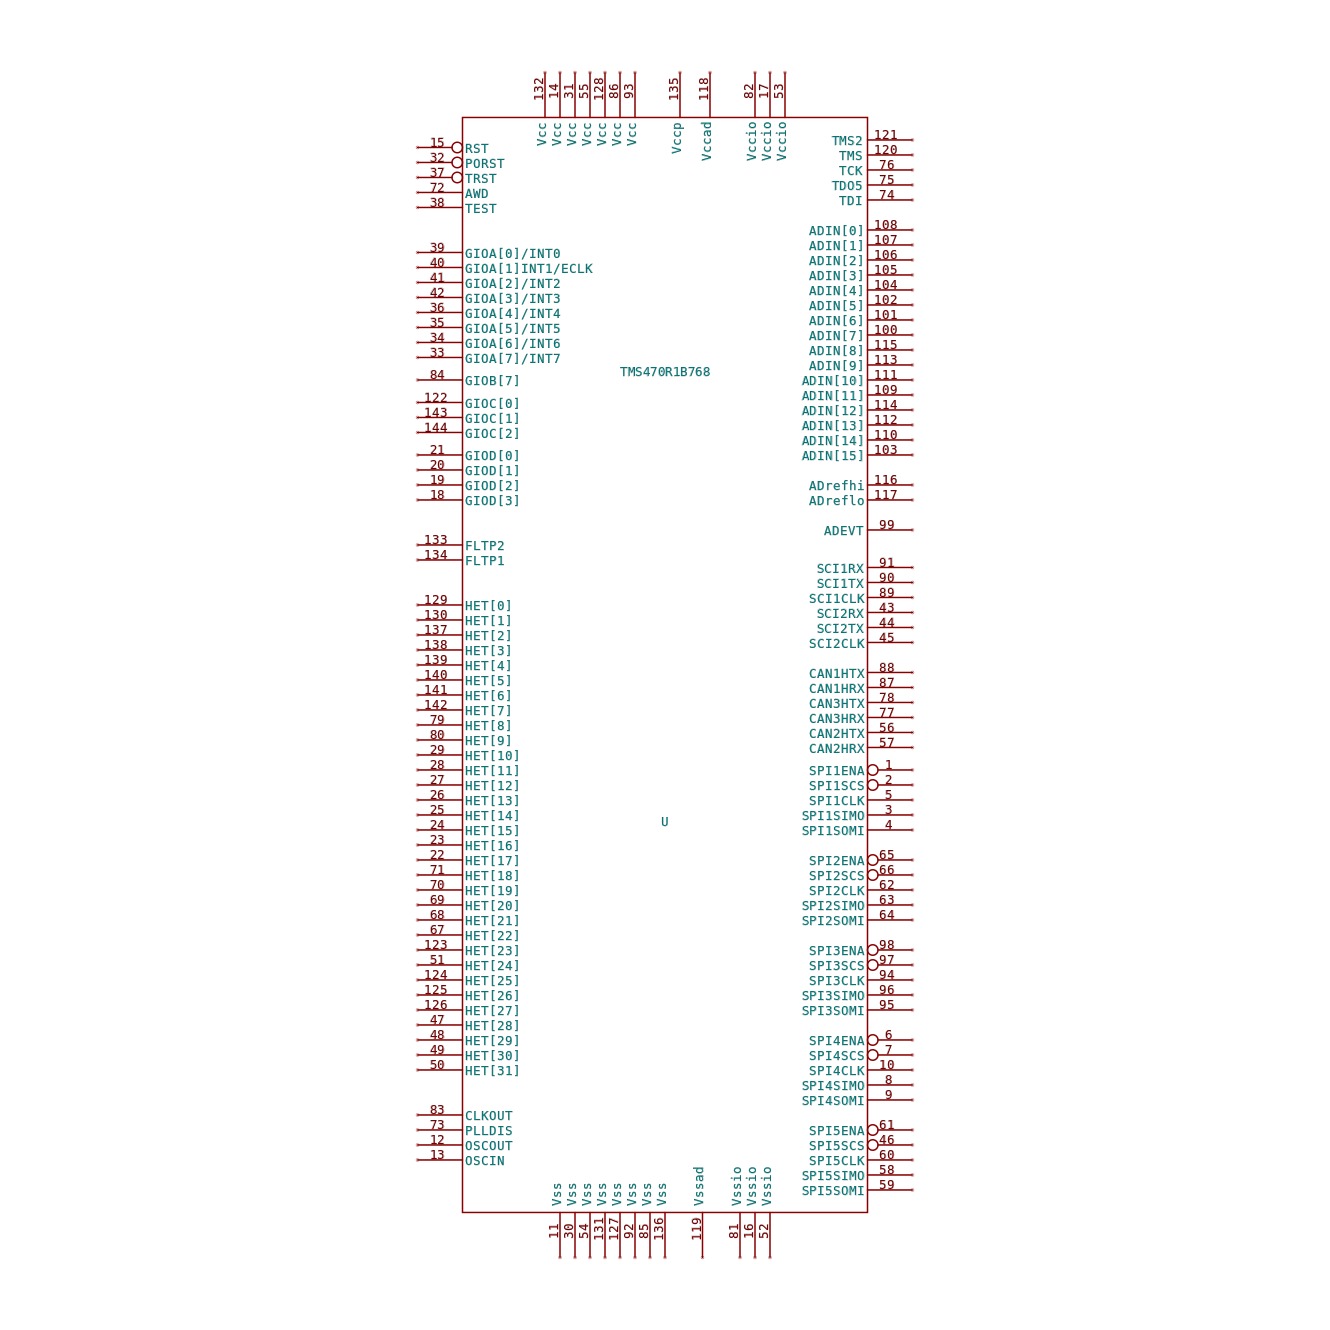 132 14 31 55 128 86 93 135 118 82 17 53
Vcc Vcc Vcc Vcc Vcc Vcc Vcc Vccp Vccad Vccio Vccio Vccio
15 RST
32 PORST
37 TRST
72 AWD
38 TEST
39 GIOA[0]/INT0
40 GIOA[1]INT1/ECLK
41 GIOA[2]/INT2
42 GIOA[3]/INT3
36 GIOA[4]/INT4
35 GIOA[5]/INT5
34 GIOA[6]/INT6
33 GIOA[7]/INT7
84 GIOB[7]
122 GIOC[0]
143 GIOC[1]
144 GIOC[2]
21 GIOD[0]
20 GIOD[1]
19 GIOD[2]
18 GIOD[3]
133 FLTP2
134 FLTP1
129 HET[0]
130 HET[1]
137 HET[2]
138 HET[3]
139 HET[4]
140 HET[5]
141 HET[6]
142 HET[7]
79 HET[8]
80 HET[9]
29 HET[10]
28 HET[11]
27 HET[12]
26 HET[13]
25 HET[14]
24 HET[15]
23 HET[16]
22 HET[17]
71 HET[18]
70 HET[19]
69 HET[20]
68 HET[21]
67 HET[22]
123 HET[23]
51 HET[24]
124 HET[25]
125 HET[26]
126 HET[27]
47 HET[28]
48 HET[29]
49 HET[30]
50 HET[31]
83 CLKOUT
73 PLLDIS
12 OSCOUT
13 OSCIN
TMS470R1B768
U
TMS2 121
TMS 120
TCK 76
TDO5 75
TDI 74
ADIN[0] 108
ADIN[1] 107
ADIN[2] 106
ADIN[3] 105
ADIN[4] 104
ADIN[5] 102
ADIN[6] 101
ADIN[7] 100
ADIN[8] 115
ADIN[9] 113
ADIN[10] 111
ADIN[11] 109
ADIN[12] 114
ADIN[13] 112
ADIN[14] 110
ADIN[15] 103
ADrefhi 116
ADreflo 117
ADEVT 99
SCI1RX 91
SCI1TX 90
SCI1CLK 89
SCI2RX 43
SCI2TX 44
SCI2CLK 45
CAN1HTX 88
CAN1HRX 87
CAN3HTX 78
CAN3HRX 77
CAN2HTX 56
CAN2HRX 57
SPI1ENA 1
SPI1SCS 2
SPI1CLK 5
SPI1SIMO 3
SPI1SOMI 4
SPI2ENA 65
SPI2SCS 66
SPI2CLK 62
SPI2SIMO 63
SPI2SOMI 64
SPI3ENA 98
SPI3SCS 97
SPI3CLK 94
SPI3SIMO 96
SPI3SOMI 95
SPI4ENA 6
SPI4SCS 7
SPI4CLK 10
SPI4SIMO 8
SPI4SOMI 9
SPI5ENA 61
SPI5SCS 46
SPI5CLK 60
SPI5SIMO 58
SPI5SOMI 59
Vss Vss Vss Vss Vss Vss Vss Vss Vssad Vssio Vssio Vssio
11 30 54 131 127 92 85 136 119 81 16 52